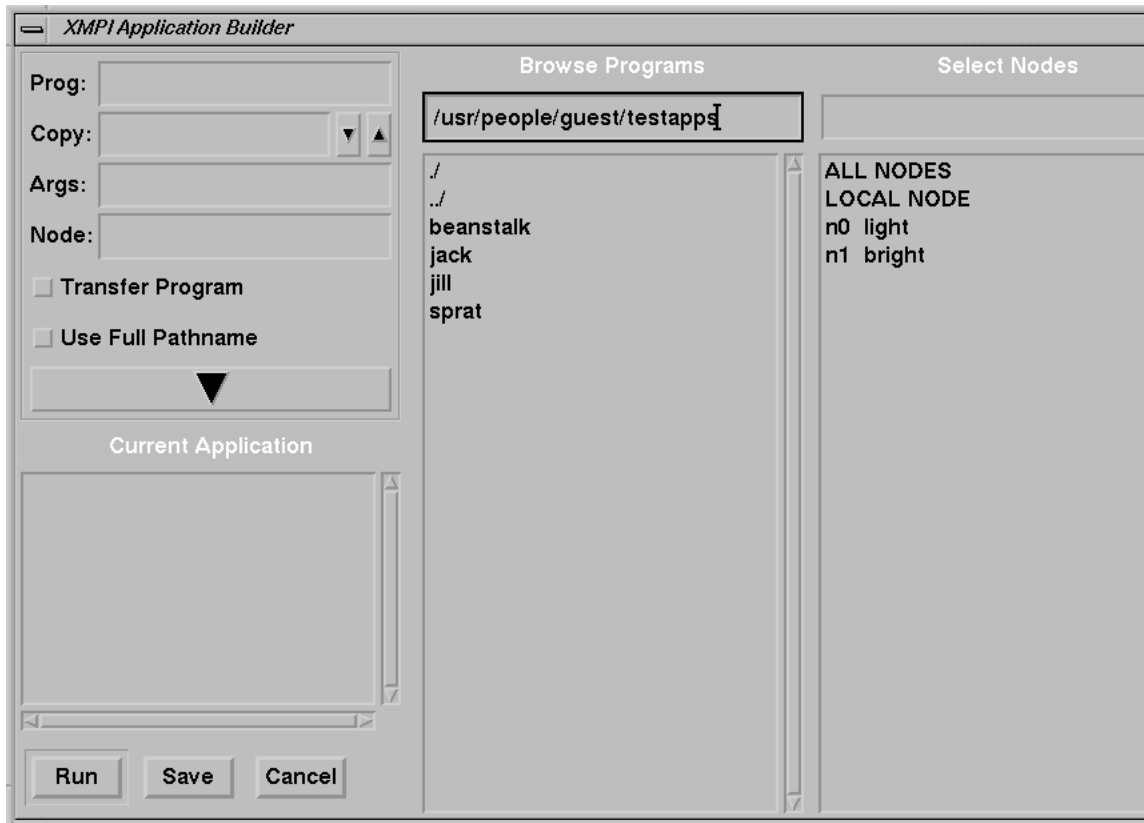 XMPI Application Builder
Prog:
Copy:
Args:
Node:
Transfer Program
Use Full Pathname
Current Application
Run Save Cancel
Browse Programs
/usr/people/guest/testapps
./
../
beanstalk
jack
jill
sprat
Select Nodes
ALL NODES
LOCAL NODE
n0 light
n1 bright